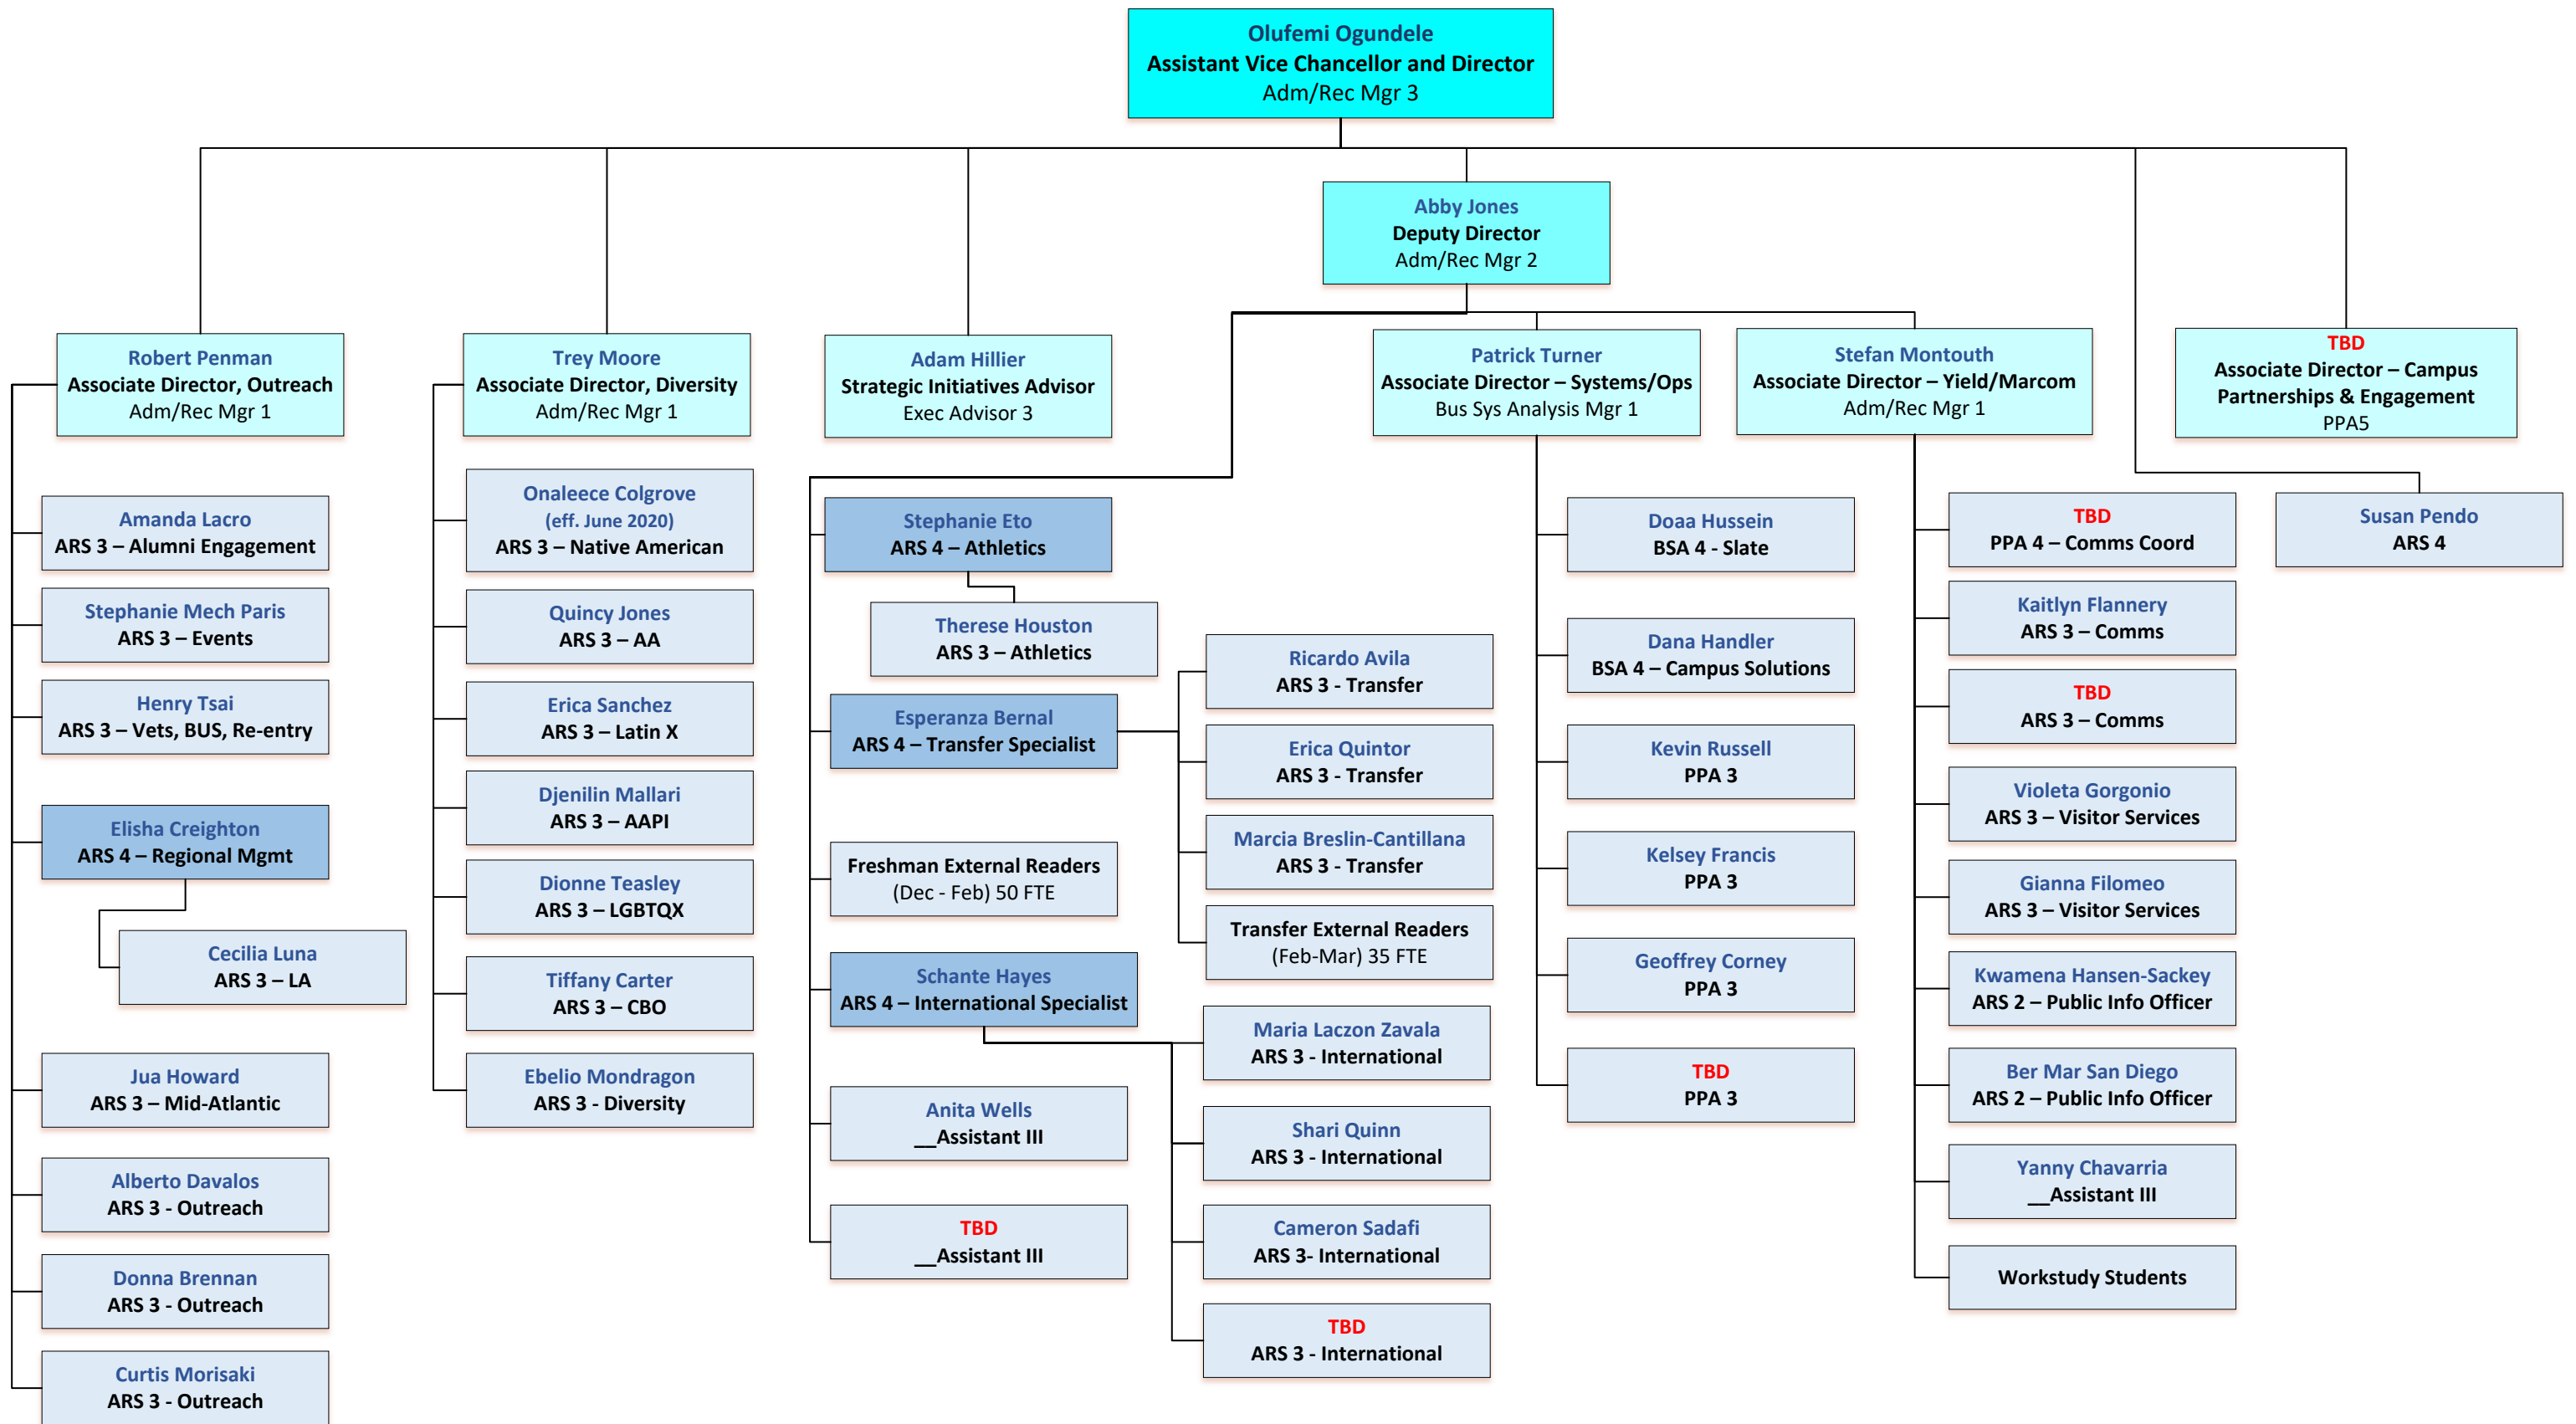 Olufemi Ogundele
Assistant Vice Chancellor and Director
Adm/Rec Mgr 3
Abby Jones
Deputy Director
Adm/Rec Mgr 2
Robert Penman
Associate Director, Outreach
Adm/Rec Mgr 1
Trey Moore
Associate Director, Diversity
Adm/Rec Mgr 1
Adam Hillier
Strategic Initiatives Advisor
Exec Advisor 3
Patrick Turner
Associate Director – Systems/Ops
Bus Sys Analysis Mgr 1
Stefan Montouth
Associate Director – Yield/Marcom
Adm/Rec Mgr 1
TBD
Associate Director – Campus
Partnerships & Engagement
PPA5
Amanda Lacro
ARS 3 – Alumni Engagement
Stephanie Mech Paris
ARS 3 – Events
Henry Tsai
ARS 3 – Vets, BUS, Re-entry
Elisha Creighton
ARS 4 – Regional Mgmt
Cecilia Luna
ARS 3 – LA
Jua Howard
ARS 3 – Mid-Atlantic
Alberto Davalos
ARS 3 - Outreach
Donna Brennan
ARS 3 - Outreach
Curtis Morisaki
ARS 3 - Outreach
Onaleece Colgrove
(eff. June 2020)
ARS 3 – Native American
Quincy Jones
ARS 3 – AA
Erica Sanchez
ARS 3 – Latin X
Djenilin Mallari
ARS 3 – AAPI
Dionne Teasley
ARS 3 – LGBTQX
Tiffany Carter
ARS 3 – CBO
Ebelio Mondragon
ARS 3 - Diversity
Stephanie Eto
ARS 4 – Athletics
Therese Houston
ARS 3 – Athletics
Esperanza Bernal
ARS 4 – Transfer Specialist
Freshman External Readers
(Dec - Feb) 50 FTE
Schante Hayes
ARS 4 – International Specialist
Anita Wells
__Assistant III
TBD
__Assistant III
Ricardo Avila
ARS 3 - Transfer
Erica Quintor
ARS 3 - Transfer
Marcia Breslin-Cantillana
ARS 3 - Transfer
Transfer External Readers
(Feb-Mar) 35 FTE
Maria Laczon Zavala
ARS 3 - International
Shari Quinn
ARS 3 - International
Cameron Sadafi
ARS 3- International
TBD
ARS 3 - International
Doaa Hussein
BSA 4 - Slate
Dana Handler
BSA 4 – Campus Solutions
Kevin Russell
PPA 3
Kelsey Francis
PPA 3
Geoffrey Corney
PPA 3
TBD
PPA 3
TBD
PPA 4 – Comms Coord
Kaitlyn Flannery
ARS 3 – Comms
TBD
ARS 3 – Comms
Violeta Gorgonio
ARS 3 – Visitor Services
Gianna Filomeo
ARS 3 – Visitor Services
Kwamena Hansen-Sackey
ARS 2 – Public Info Officer
Ber Mar San Diego
ARS 2 – Public Info Officer
Yanny Chavarria
__Assistant III
Workstudy Students
Susan Pendo
ARS 4